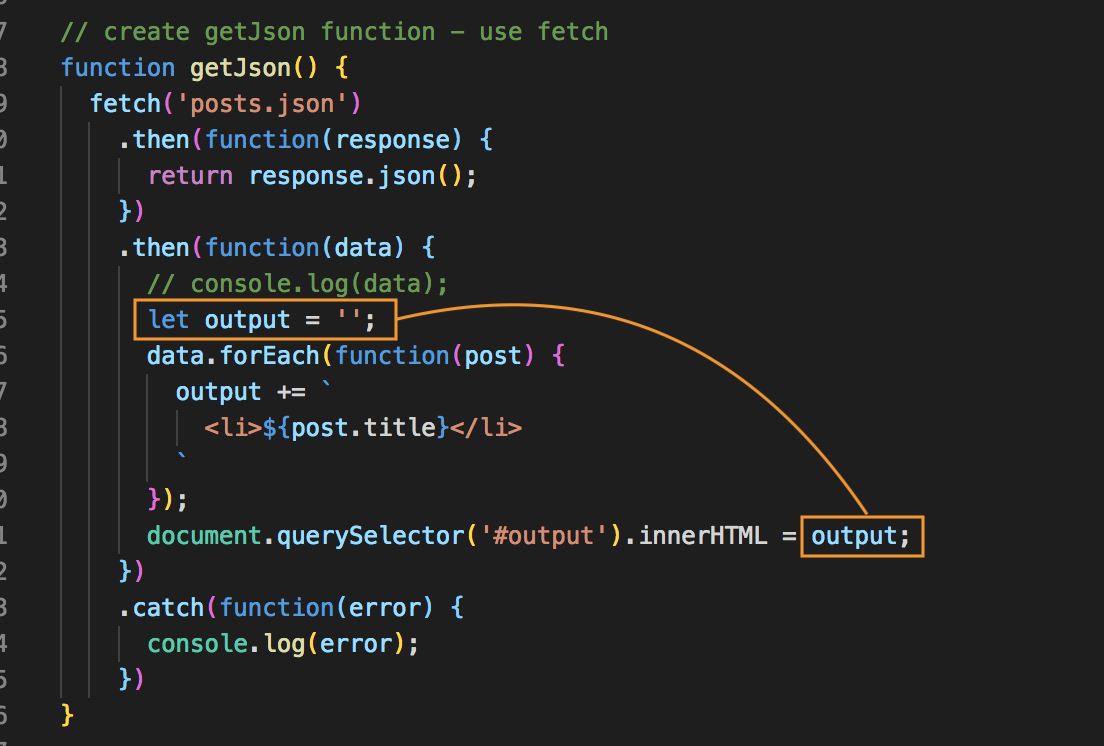 7 // create getJson function - use fetch
8 function getJson() {
9 fetch('posts.json')
0 .then(function(response) {
1 return response.json();
2 })
3 .then(function(data) {
4 // console.log(data);
5 let output = '';
6 data.forEach(function(post) {
7 output += `
8 <li>${post.title}</li>
9 `
0 });
1 document.querySelector('#output').innerHTML = output;
2 })
3 .catch(function(error) {
4 console.log(error);
5 })
6 }